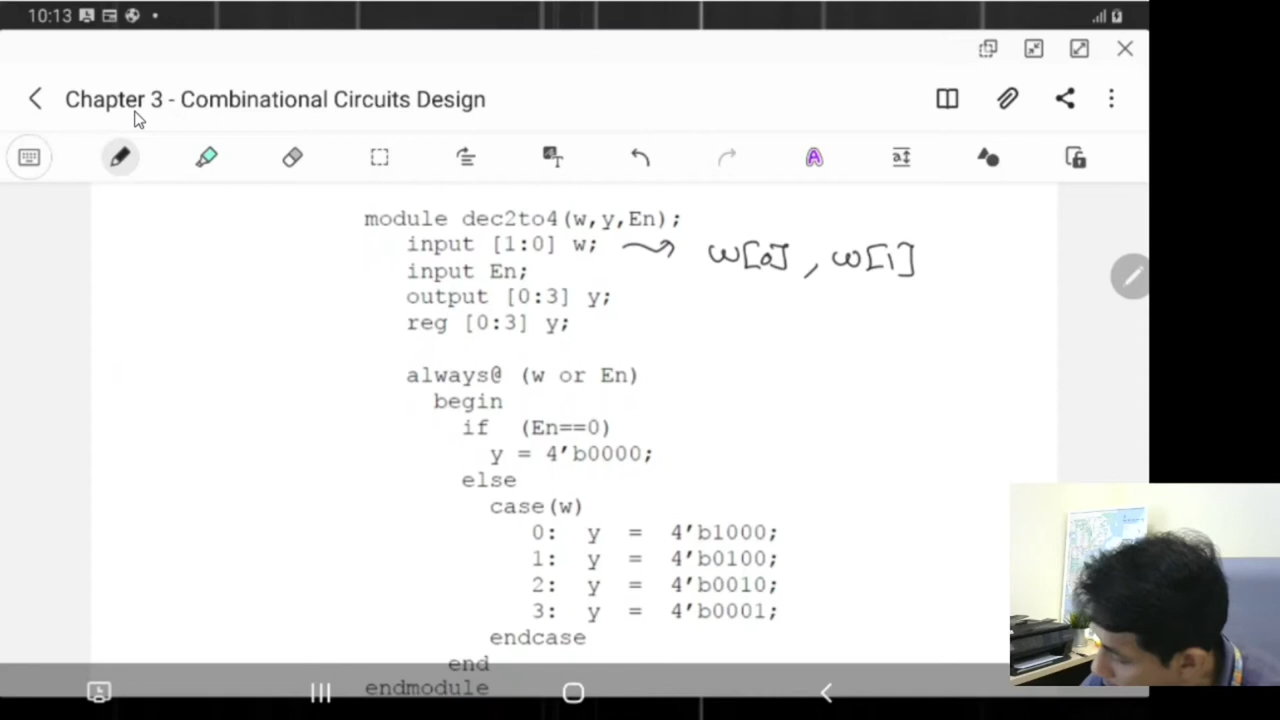 10:13
Chapter 3 - Combinational Circuits Design
module dec2to4(w,y,En);
input [1:0] w; w[0], w[1]
input En;
output [0:3] y;
reg [0:3] y;
always@ (w or En)
begin
if (En==0)
y = 4'b0000;
else
case(w)
0: y = 4'b1000;
1: y = 4'b0100;
2: y = 4'b0010;
3: y = 4'b0001;
endcase
end
endmodule